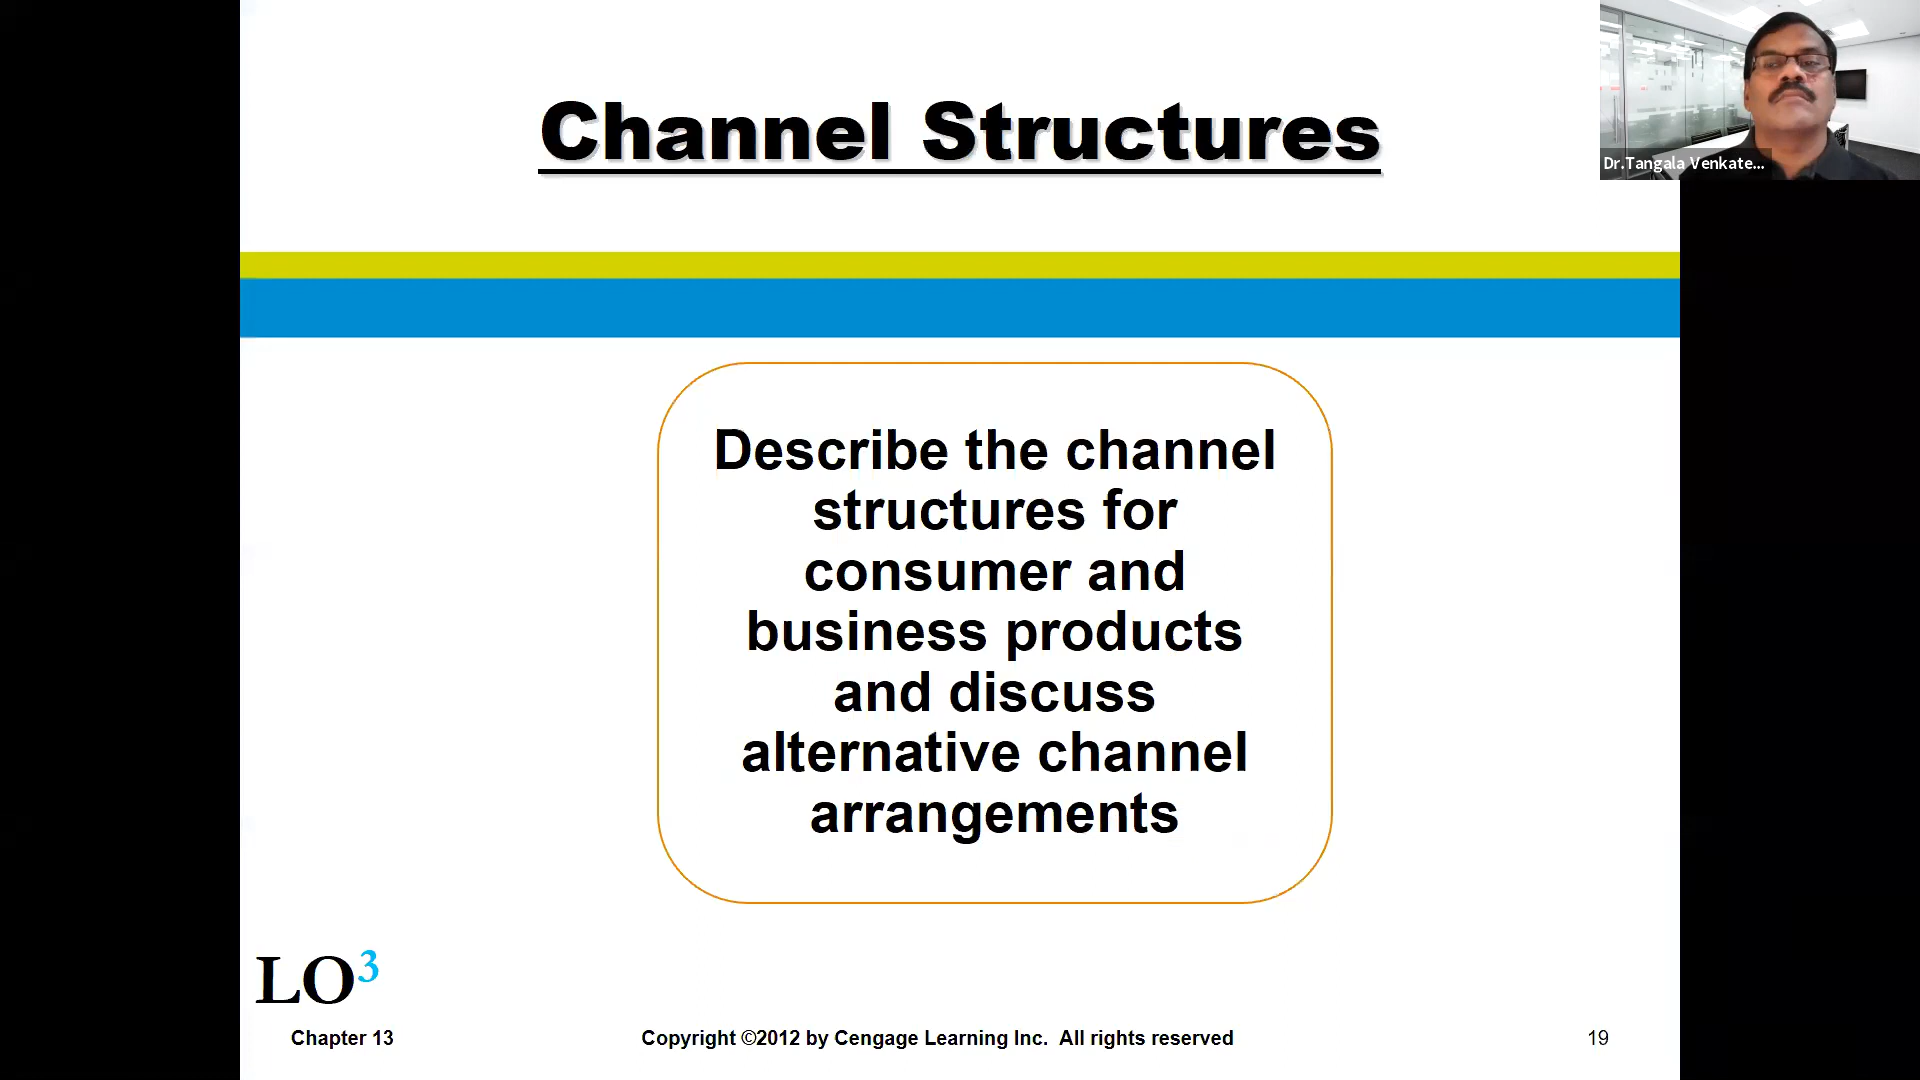 Channel Structures
Dr.Tangala Venkate...
Describe the channel
structures for
consumer and
business products
and discuss
alternative channel
arrangements
LO3
Chapter 13
Copyright ©2012 by Cengage Learning Inc. All rights reserved
19